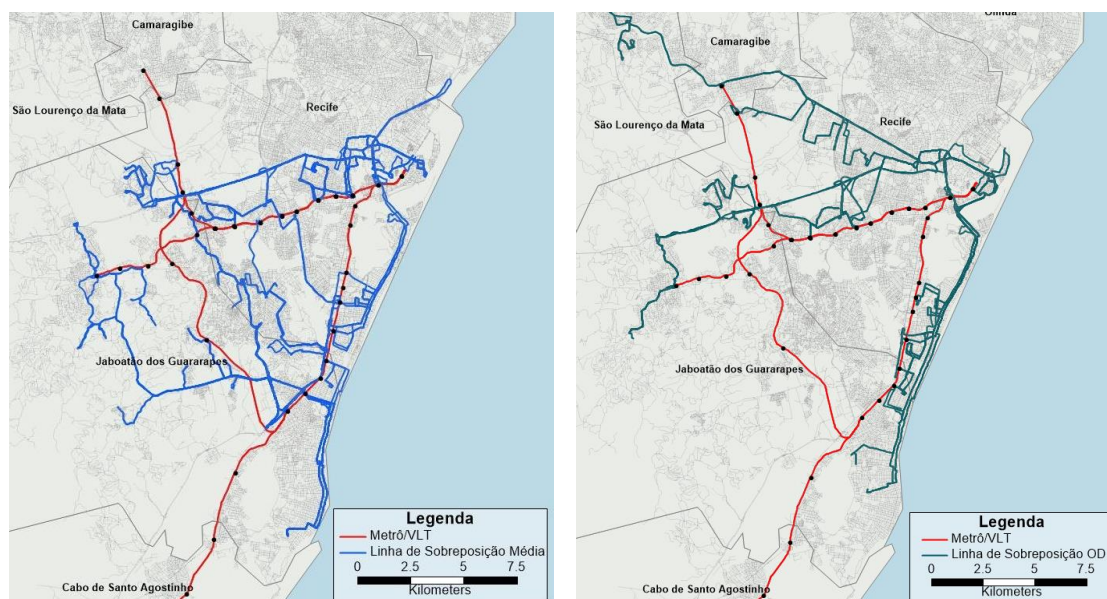 Camaragibe
São Lourenço da Mata
Recife
Jaboatão dos Guararapes
Cabo de Santo Agostinho
Legenda
Metrô/VLT
Linha de Sobreposição Média
0 2.5 5 7.5
Kilometers
Olinda
Camaragibe
São Lourenço da Mata
Recife
Jaboatão dos Guararapes
Cabo de Santo Agostinho
Legenda
Metrô/VLT
Linha de Sobreposição OD
0 2.5 5 7.5
Kilometers